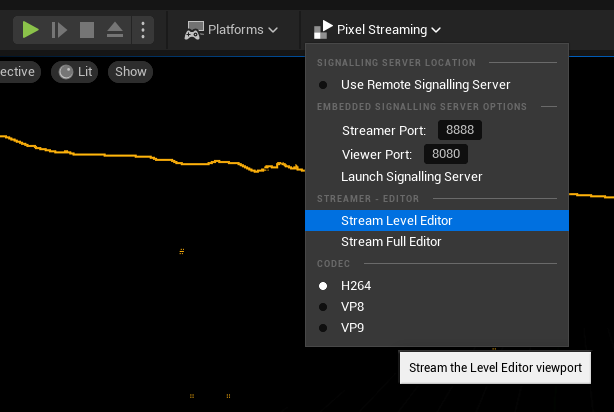 Platforms
Pixel Streaming
ective
Lit
Show
SIGNALLING SERVER LOCATION
Use Remote Signalling Server
EMBEDDED SIGNALLING SERVER OPTIONS
Streamer Port: 8888
Viewer Port: 8080
Launch Signalling Server
STREAMER - EDITOR
Stream Level Editor
Stream Full Editor
CODEC
H264
VP8
VP9
Stream the Level Editor viewport